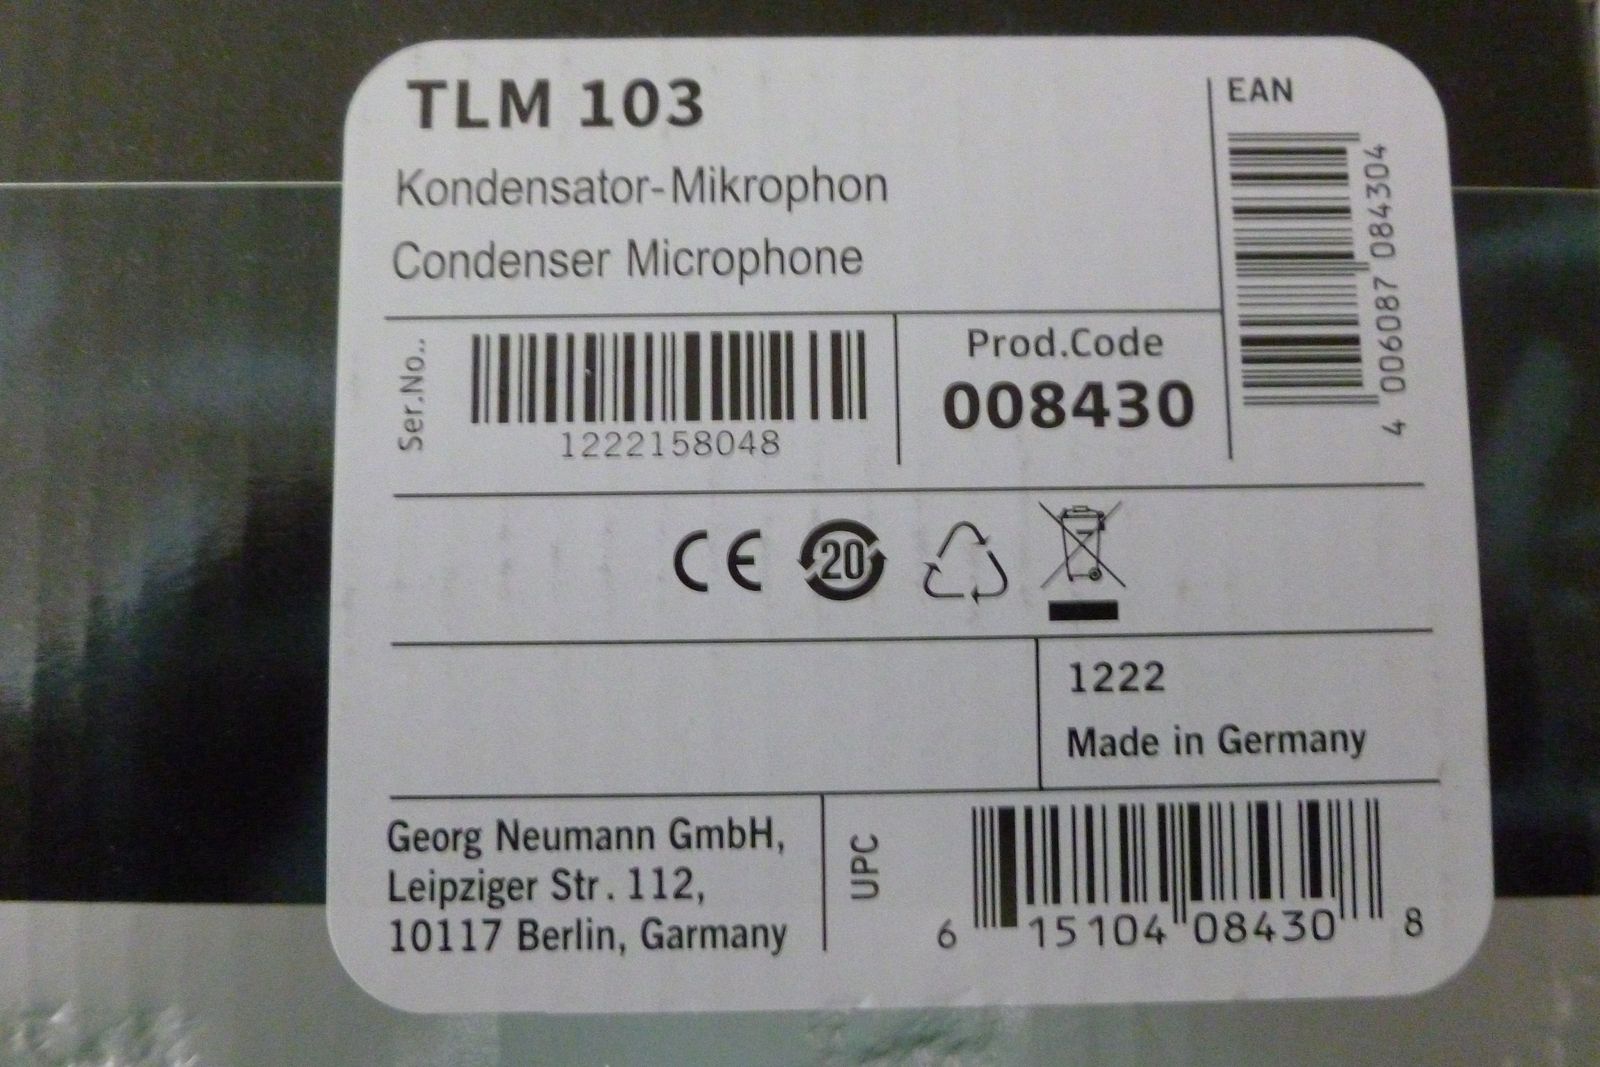 TLM 103
Kondensator-Mikrophon
Condenser Microphone
EAN
4 006087 084304
Ser.No..
1222158048
Prod.Code
008430
CE
20
1222
Made in Germany
Georg Neumann GmbH,
Leipziger Str. 112,
10117 Berlin, Garmany
UPC
6 15104 08430 8